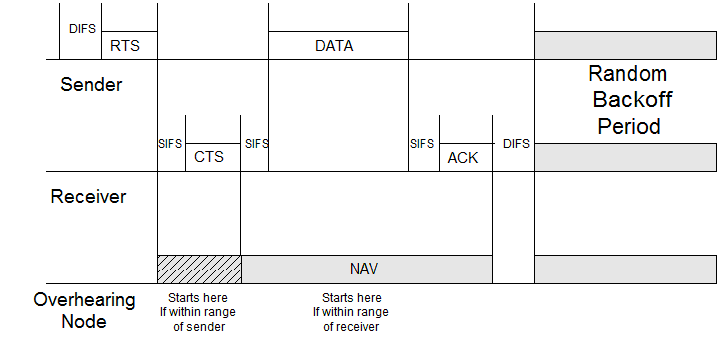 DIFS
RTS
DATA
Sender
Random
Backoff
Period
SIFS
CTS
SIFS
SIFS
ACK
DIFS
Receiver
NAV
Overhearing
Node
Starts here
If within range
of sender
Starts here
If within range
of receiver